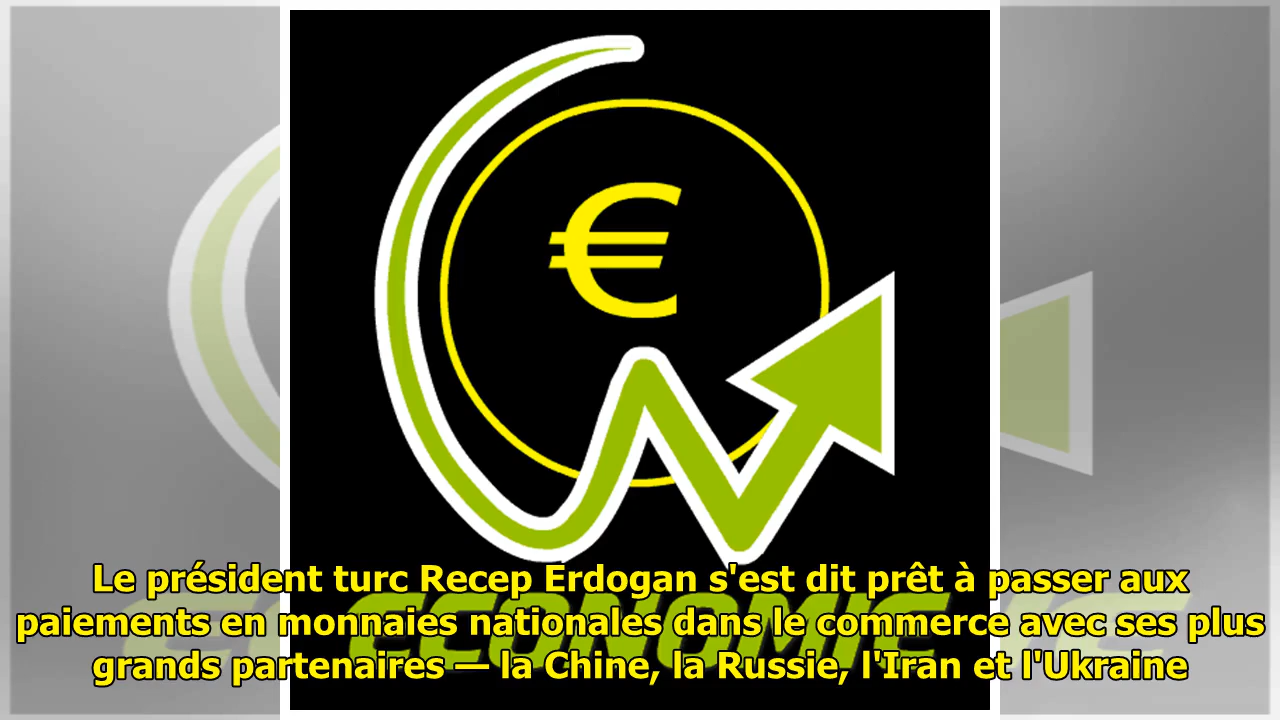 €
Le président turc Recep Erdogan s'est dit prêt à passer aux
paiements en monnaies nationales dans le commerce avec ses plus
grands partenaires — la Chine, la Russie, l'Iran et l'Ukraine
ECONOMIE